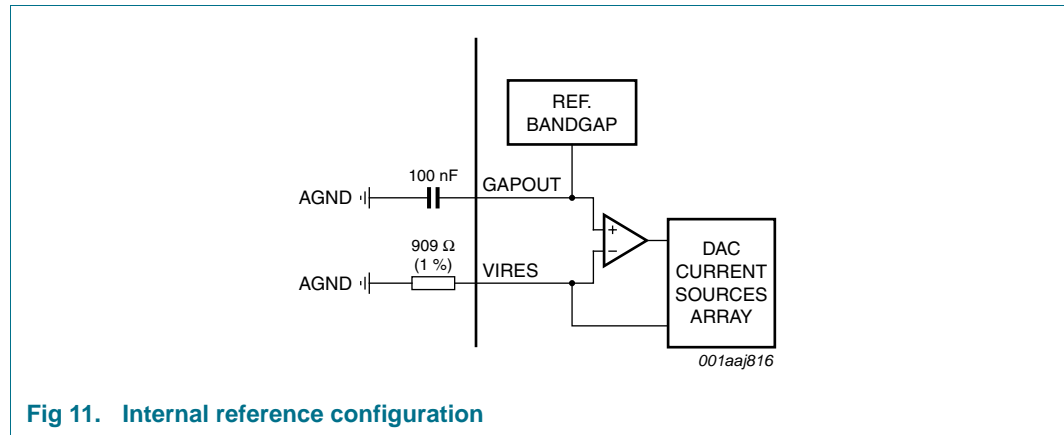 REF.
BANDGAP
100 nF
GAPOUT
AGND
+
−
909 Ω
(1 %)
VIRES
AGND
DAC
CURRENT
SOURCES
ARRAY
001aaj816
Fig 11. Internal reference configuration